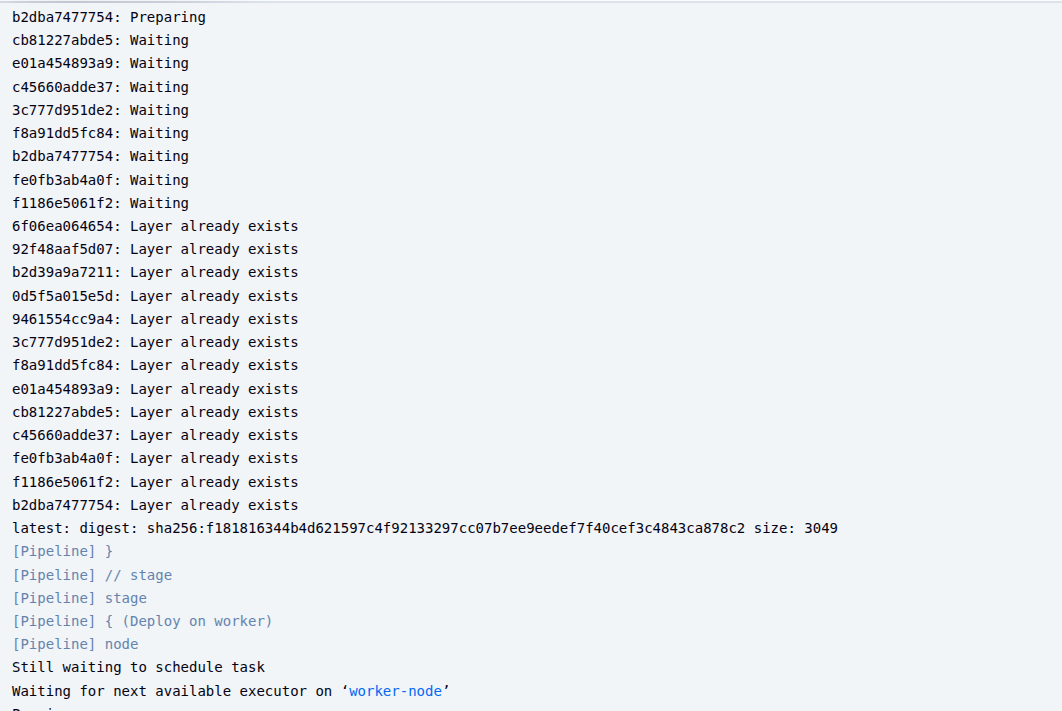 b2dba7477754: Preparing
cb81227abde5: Waiting
e01a454893a9: Waiting
c45660adde37: Waiting
3c777d951de2: Waiting
f8a91dd5fc84: Waiting
b2dba7477754: Waiting
fe0fb3ab4a0f: Waiting
f1186e5061f2: Waiting
6f06ea064654: Layer already exists
92f48aaf5d07: Layer already exists
b2d39a9a7211: Layer already exists
0d5f5a015e5d: Layer already exists
9461554cc9a4: Layer already exists
3c777d951de2: Layer already exists
f8a91dd5fc84: Layer already exists
e01a454893a9: Layer already exists
cb81227abde5: Layer already exists
c45660adde37: Layer already exists
fe0fb3ab4a0f: Layer already exists
f1186e5061f2: Layer already exists
b2dba7477754: Layer already exists
latest: digest: sha256:f181816344b4d621597c4f92133297cc07b7ee9eedef7f40cef3c4843ca878c2 size: 3049
[Pipeline] }
[Pipeline] // stage
[Pipeline] stage
[Pipeline] { (Deploy on worker)
[Pipeline] node
Still waiting to schedule task
Waiting for next available executor on ‘worker-node’